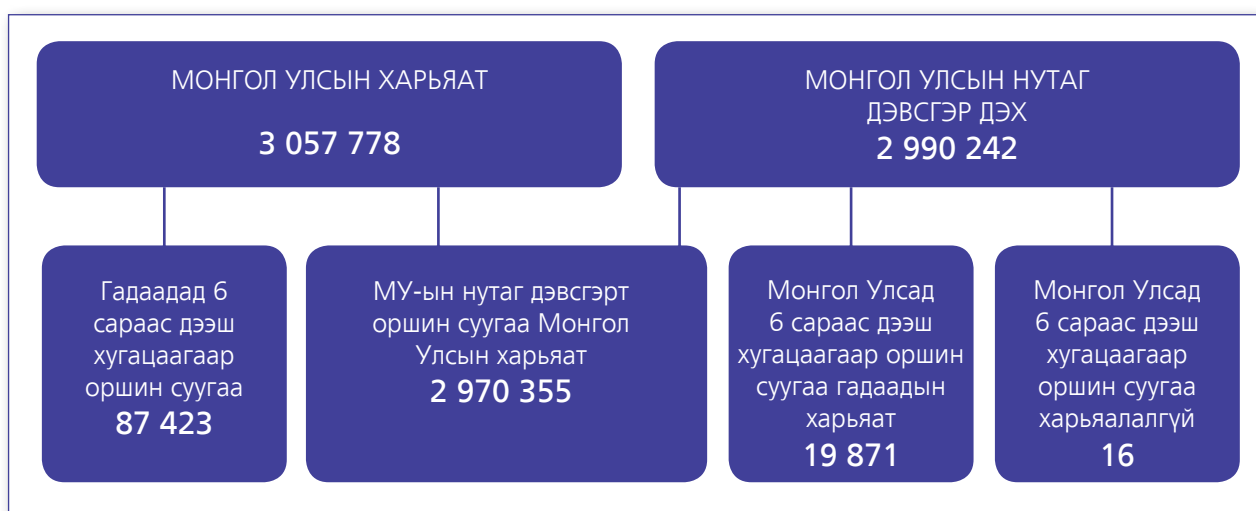 МОНГОЛ УЛСЫН ХАРЬЯАТ
3 057 778
МОНГОЛ УЛСЫН НУТАГ
ДЭВСГЭР ДЭХ
2 990 242
Гадаадад 6
сараас дээш
хугацаагаар
оршин суугаа
87 423
МУ-ын нутаг дэвсгэрт
оршин суугаа Монгол
Улсын харьяат
2 970 355
Монгол Улсад
6 сараас дээш
хугацаагаар оршин
суугаа гадаадын
харьяат
19 871
Монгол Улсад
6 сараас дээш
хугацаагаар
оршин суугаа
харьяалалгүй
16